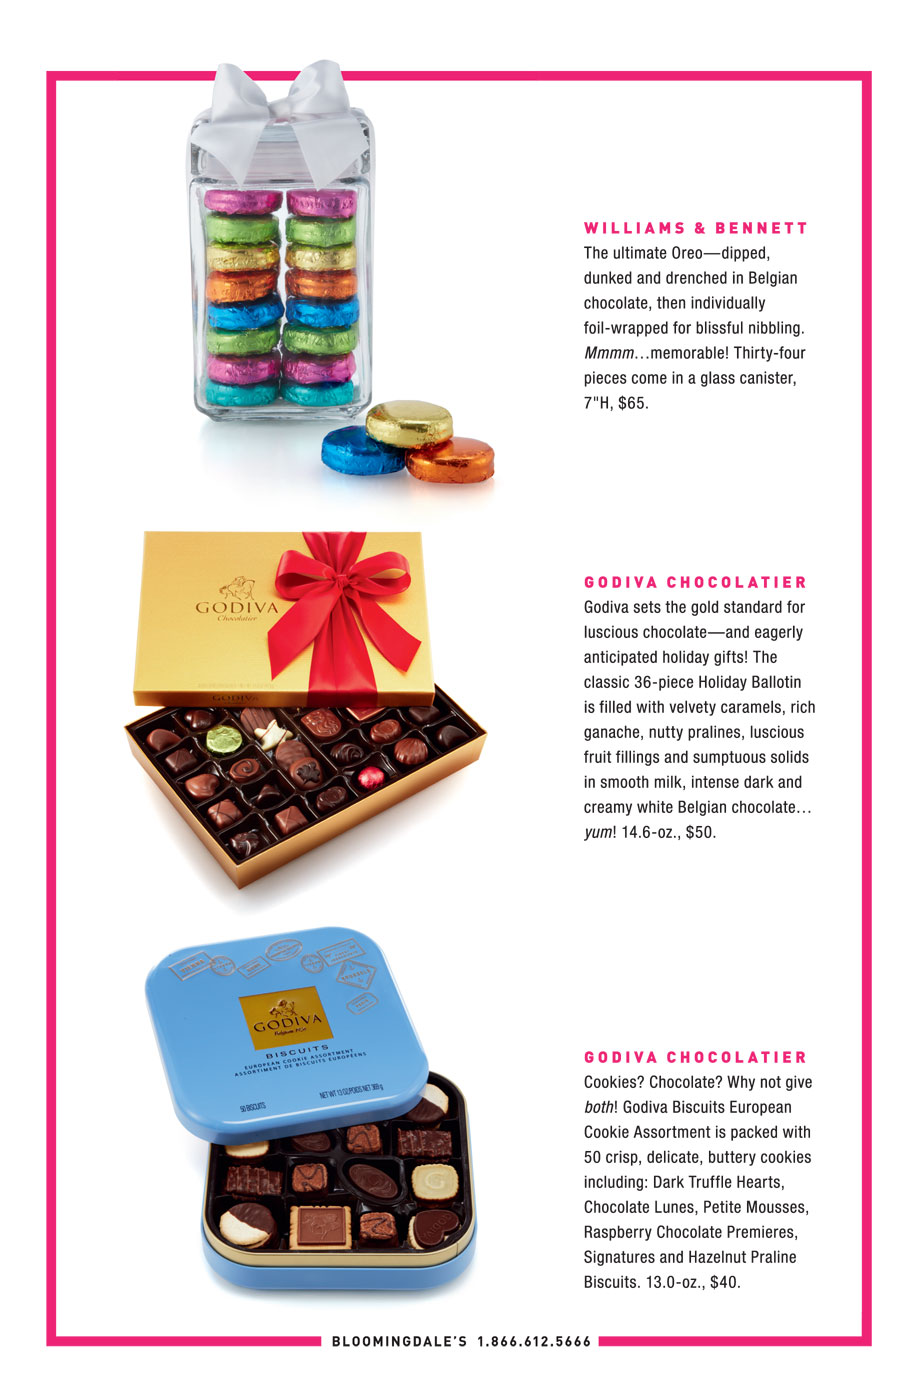 WILLIAMS & BENNETT
The ultimate Oreo—dipped,
dunked and drenched in Belgian
chocolate, then individually
foil-wrapped for blissful nibbling.
Mmmm…memorable! Thirty-four
pieces come in a glass canister,
7"H, $65.
GODIVA
Chocolatier
GODIVA
GODIVA CHOCOLATIER
Godiva sets the gold standard for
luscious chocolate—and eagerly
anticipated holiday gifts! The
classic 36-piece Holiday Ballotin
is filled with velvety caramels, rich
ganache, nutty pralines, luscious
fruit fillings and sumptuous solids
in smooth milk, intense dark and
creamy white Belgian chocolate…
yum! 14.6-oz., $50.
GODIVA
Belgium 1926
BISCUITS
EUROPEAN COOKIE ASSORTMENT
ASSORTIMENT DE BISCUITS EUROPÉENS
50 BISCUITS
NET WT 13 OZ/POIDS NET 369 g
G
GODIVA CHOCOLATIER
Cookies? Chocolate? Why not give
both! Godiva Biscuits European
Cookie Assortment is packed with
50 crisp, delicate, buttery cookies
including: Dark Truffle Hearts,
Chocolate Lunes, Petite Mousses,
Raspberry Chocolate Premieres,
Signatures and Hazelnut Praline
Biscuits. 13.0-oz., $40.
BLOOMINGDALE'S 1.866.612.5666